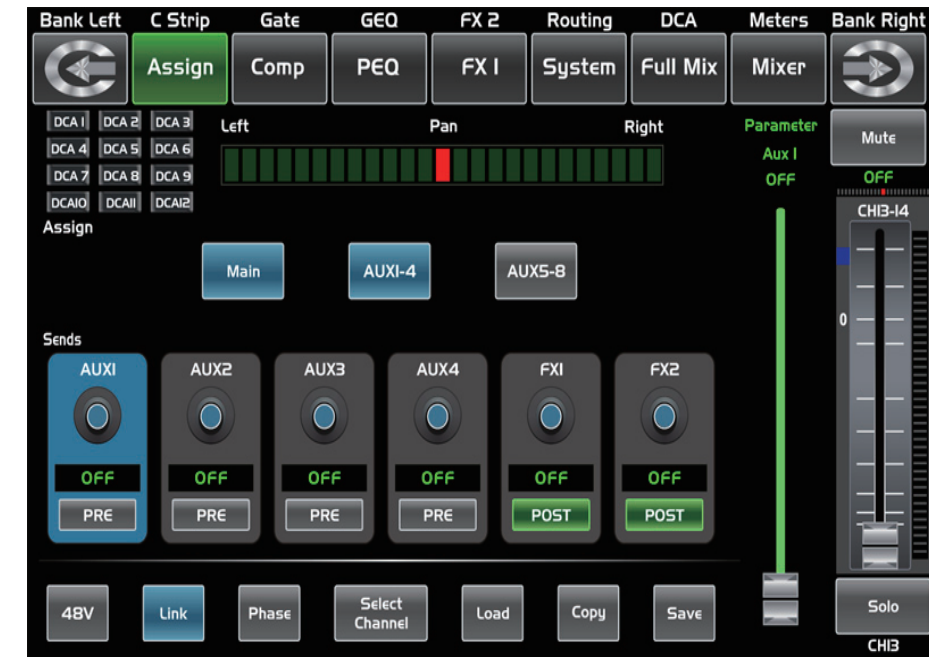 Bank Left C Strip Gate GEQ FX 2 Routing DCA Meters Bank Right
Assign Comp PEQ FX 1 System Full Mix Mixer
DCA 1 DCA 2 DCA 3 Left Pan Right Parameter Mute
DCA 4 DCA 5 DCA 6 Aux 1
DCA 7 DCA 8 DCA 9 OFF OFF
DCA10 DCA11 DCA12 CH13-14
Assign
Main AUX1-4 AUX5-8
0
Sends
AUX1 AUX2 AUX3 AUX4 FX1 FX2
OFF OFF OFF OFF OFF OFF
PRE PRE PRE PRE POST POST
48V Link Phase Select Channel Load Copy Save Solo
CH13